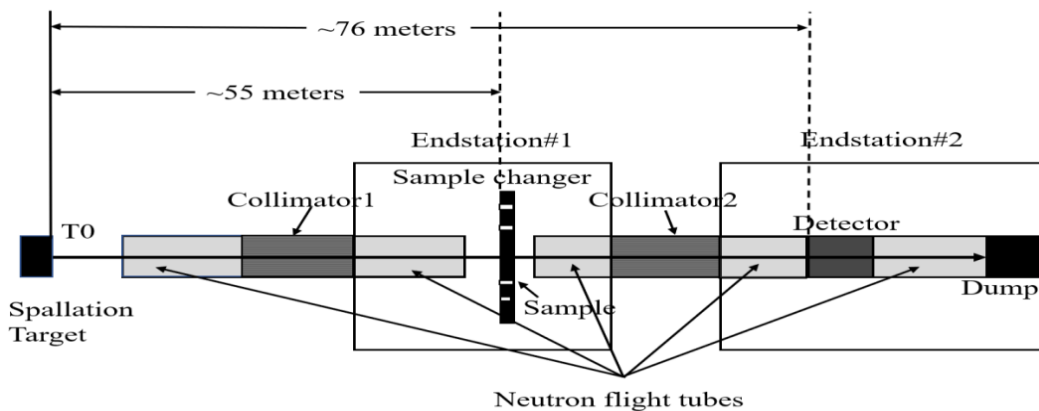 ~76 meters
~55 meters
Endstation#1
Endstation#2
Sample changer
Collimator1
Collimator2
T0
Detector
Spallation
Target
Sample
Dump
Neutron flight tubes